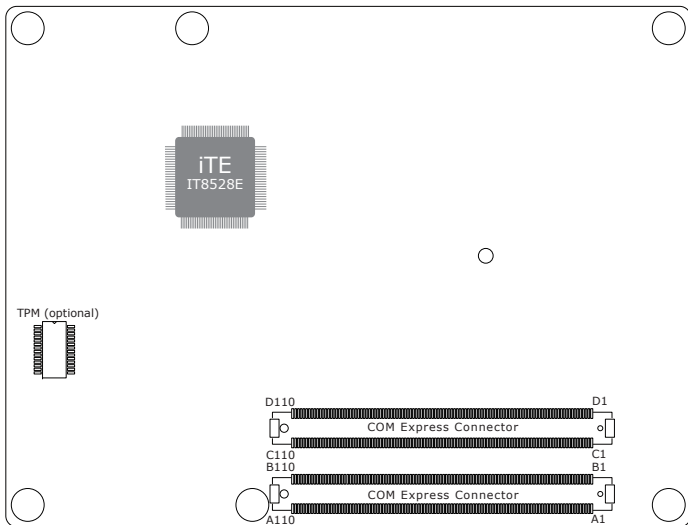 iTE
IT8528E
TPM (optional)
D110
D1
COM Express Connector
C110
C1
B110
B1
COM Express Connector
A110
A1